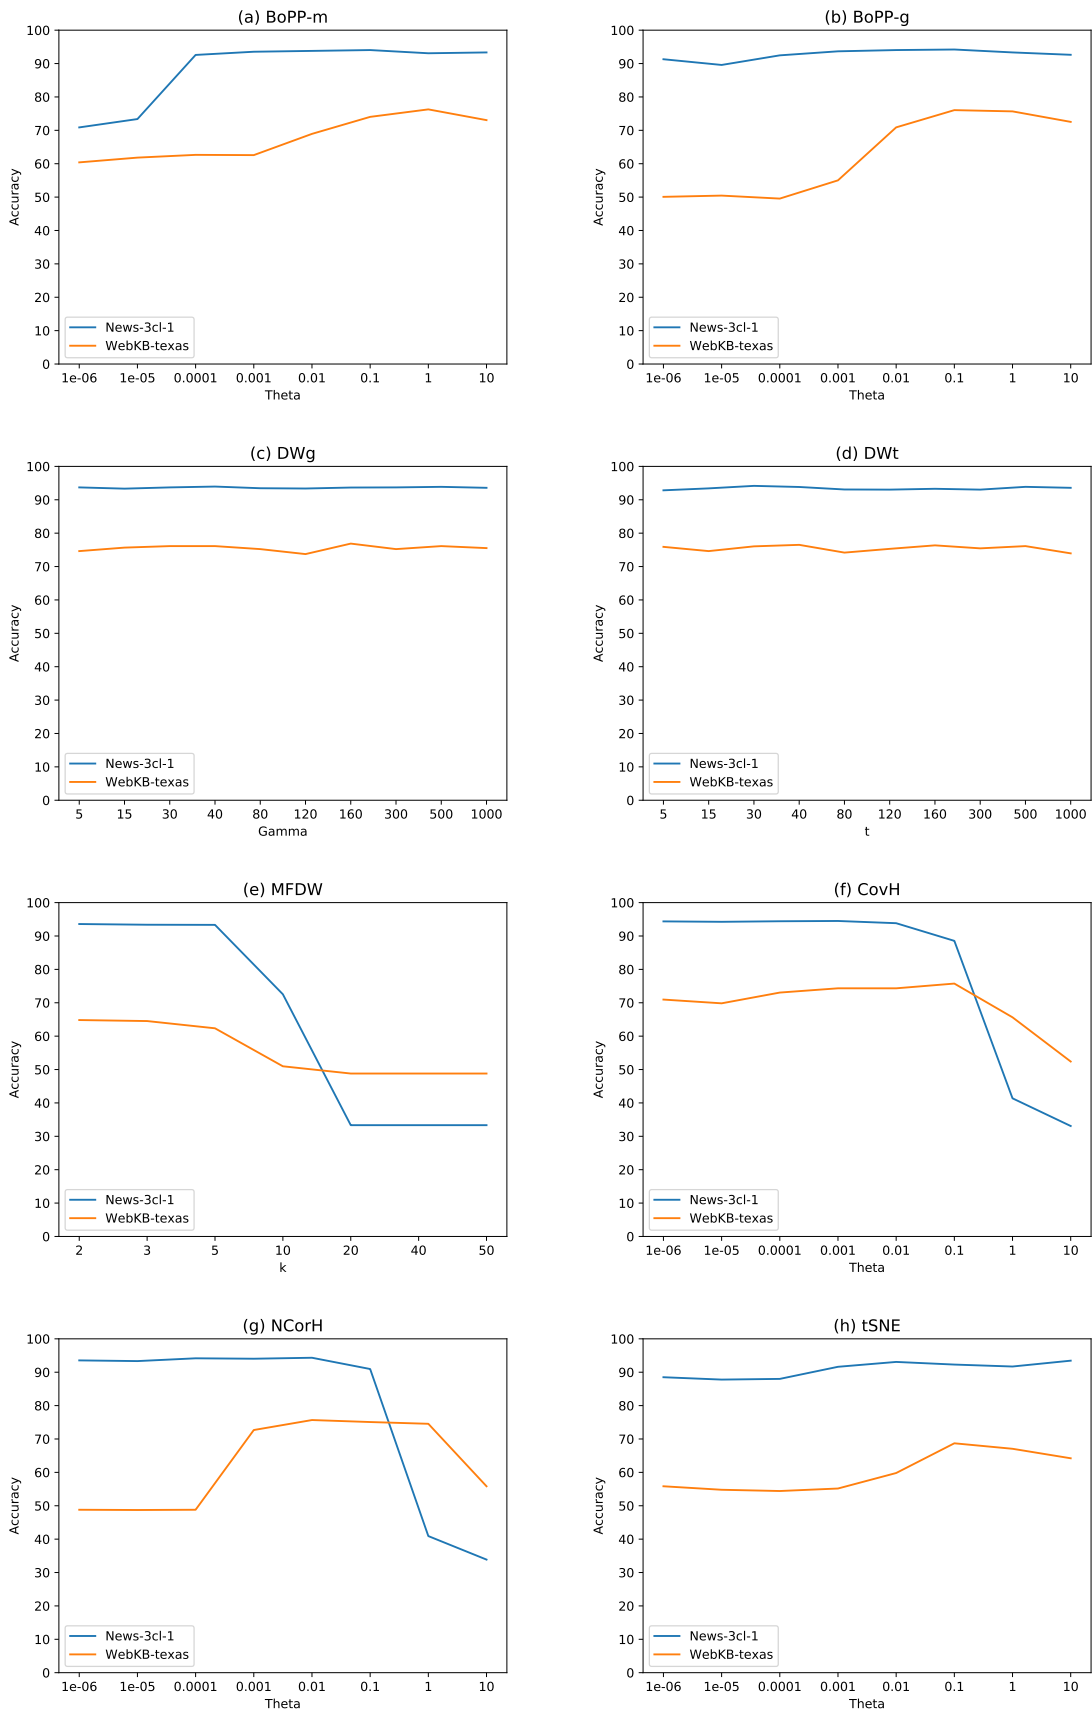 (a) BoPP-m
100
90
80
70
60
50
40
30
20
10
0
Accuracy
News-3cl-1
WebKB-texas
1e-06 1e-05 0.0001 0.001 0.01 0.1 1 10
Theta
(b) BoPP-g
100
90
80
70
60
50
40
30
20
10
0
Accuracy
News-3cl-1
WebKB-texas
1e-06 1e-05 0.0001 0.001 0.01 0.1 1 10
Theta
(c) DWg
100
90
80
70
60
50
40
30
20
10
0
Accuracy
News-3cl-1
WebKB-texas
5 15 30 40 80 120 160 300 500 1000
Gamma
(d) DWt
100
90
80
70
60
50
40
30
20
10
0
Accuracy
News-3cl-1
WebKB-texas
5 15 30 40 80 120 160 300 500 1000
t
(e) MFDW
100
90
80
70
60
50
40
30
20
10
0
Accuracy
News-3cl-1
WebKB-texas
2 3 5 10 20 40 50
k
(f) CovH
100
90
80
70
60
50
40
30
20
10
0
Accuracy
News-3cl-1
WebKB-texas
1e-06 1e-05 0.0001 0.001 0.01 0.1 1 10
Theta
(g) NCorH
100
90
80
70
60
50
40
30
20
10
0
Accuracy
News-3cl-1
WebKB-texas
1e-06 1e-05 0.0001 0.001 0.01 0.1 1 10
Theta
(h) tSNE
100
90
80
70
60
50
40
30
20
10
0
Accuracy
News-3cl-1
WebKB-texas
1e-06 1e-05 0.0001 0.001 0.01 0.1 1 10
Theta